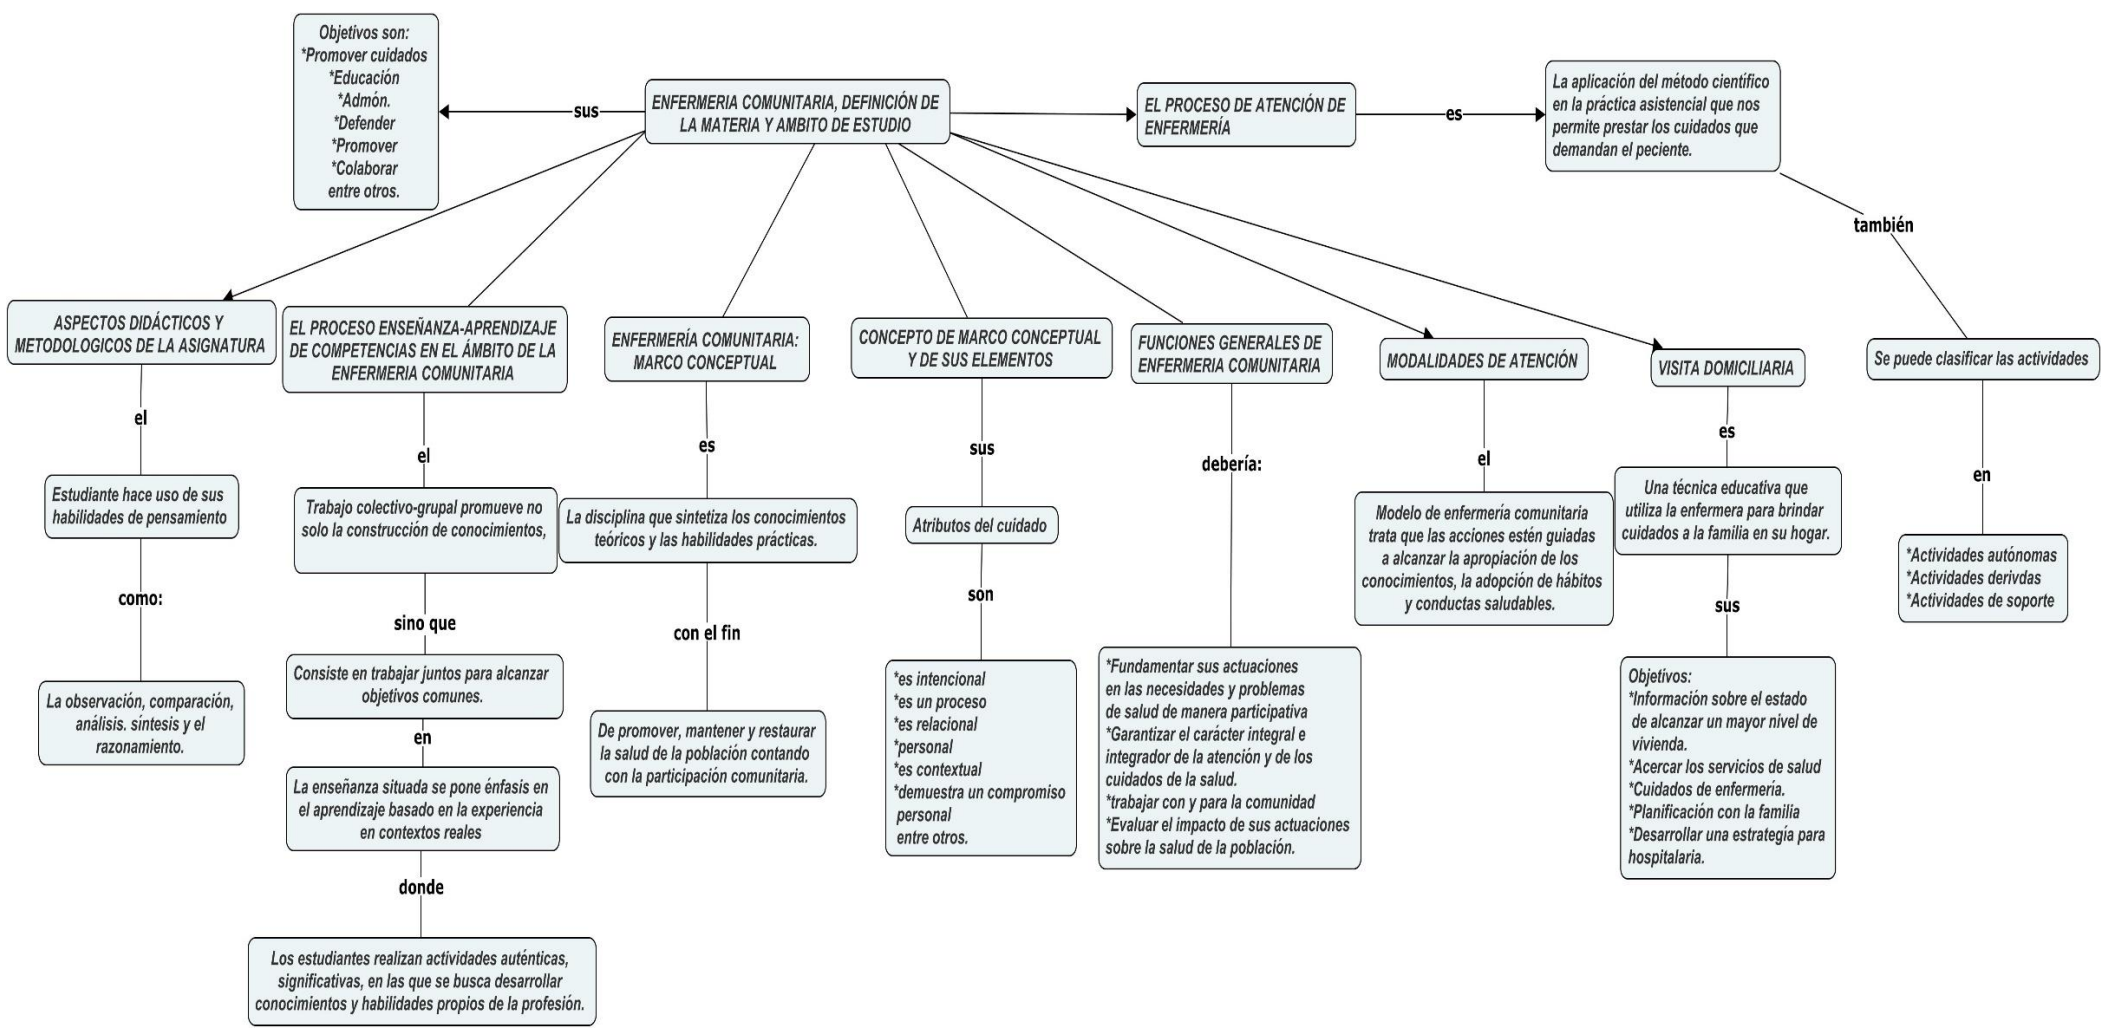 Objetivos son:
*Promover cuidados
*Educación
*Admón.
*Defender
*Promover
*Colaborar
entre otros.
sus
ENFERMERIA COMUNITARIA, DEFINICIÓN DE
LA MATERIA Y AMBITO DE ESTUDIO
EL PROCESO DE ATENCIÓN DE
ENFERMERÍA
es
La aplicación del método científico
en la práctica asistencial que nos
permite prestar los cuidados que
demandan el peciente.
también
ASPECTOS DIDÁCTICOS Y
METODOLOGICOS DE LA ASIGNATURA
el
Estudiante hace uso de sus
habilidades de pensamiento
como:
La observación, comparación,
análisis. síntesis y el
razonamiento.
EL PROCESO ENSEÑANZA-APRENDIZAJE
DE COMPETENCIAS EN EL ÁMBITO DE LA
ENFERMERIA COMUNITARIA
el
Trabajo colectivo-grupal promueve no
solo la construcción de conocimientos,
sino que
Consiste en trabajar juntos para alcanzar
objetivos comunes.
en
La enseñanza situada se pone énfasis en
el aprendizaje basado en la experiencia
en contextos reales
donde
Los estudiantes realizan actividades auténticas,
significativas, en las que se busca desarrollar
conocimientos y habilidades propios de la profesión.
ENFERMERÍA COMUNITARIA:
MARCO CONCEPTUAL
es
La disciplina que sintetiza los conocimientos
teóricos y las habilidades prácticas.
con el fin
De promover, mantener y restaurar
la salud de la población contando
con la participación comunitaria.
CONCEPTO DE MARCO CONCEPTUAL
Y DE SUS ELEMENTOS
sus
Atributos del cuidado
son
*es intencional
*es un proceso
*es relacional
*personal
*es contextual
*demuestra un compromiso
personal
entre otros.
FUNCIONES GENERALES DE
ENFERMERIA COMUNITARIA
debería:
*Fundamentar sus actuaciones
en las necesidades y problemas
de salud de manera participativa
*Garantizar el carácter integral e
integrador de la atención y de los
cuidados de la salud.
*trabajar con y para la comunidad
*Evaluar el impacto de sus actuaciones
sobre la salud de la población.
MODALIDADES DE ATENCIÓN
el
Modelo de enfermería comunitaria
trata que las acciones estén guiadas
a alcanzar la apropiación de los
conocimientos, la adopción de hábitos
y conductas saludables.
VISITA DOMICILIARIA
es
Una técnica educativa que
utiliza la enfermera para brindar
cuidados a la familia en su hogar.
sus
Objetivos:
*Información sobre el estado
de alcanzar un mayor nivel de
vivienda.
*Acercar los servicios de salud
*Cuidados de enfermería.
*Planificación con la familia
*Desarrollar una estrategía para
hospitalaria.
Se puede clasificar las actividades
en
*Actividades autónomas
*Actividades derivdas
*Actividades de soporte